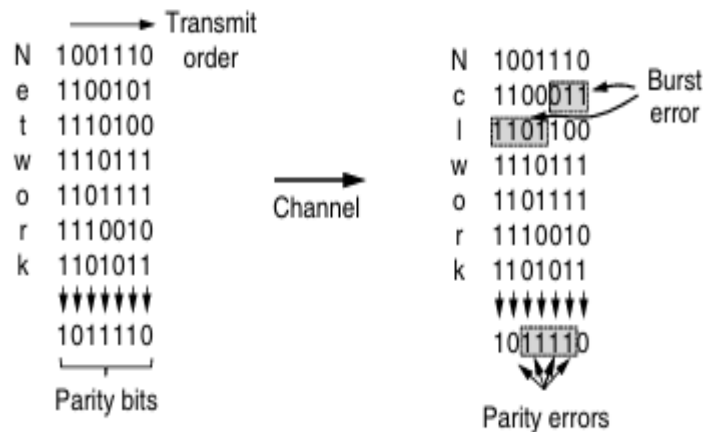 Transmit
order
N 1001110
e 1100101
t 1110100
w 1110111
o 1101111
r 1110010
k 1101011
1011110
Parity bits
Channel
N 1001110
c 1100011
l 1101100
w 1110111
o 1101111
r 1110010
k 1101011
1011110
Parity errors
Burst
error